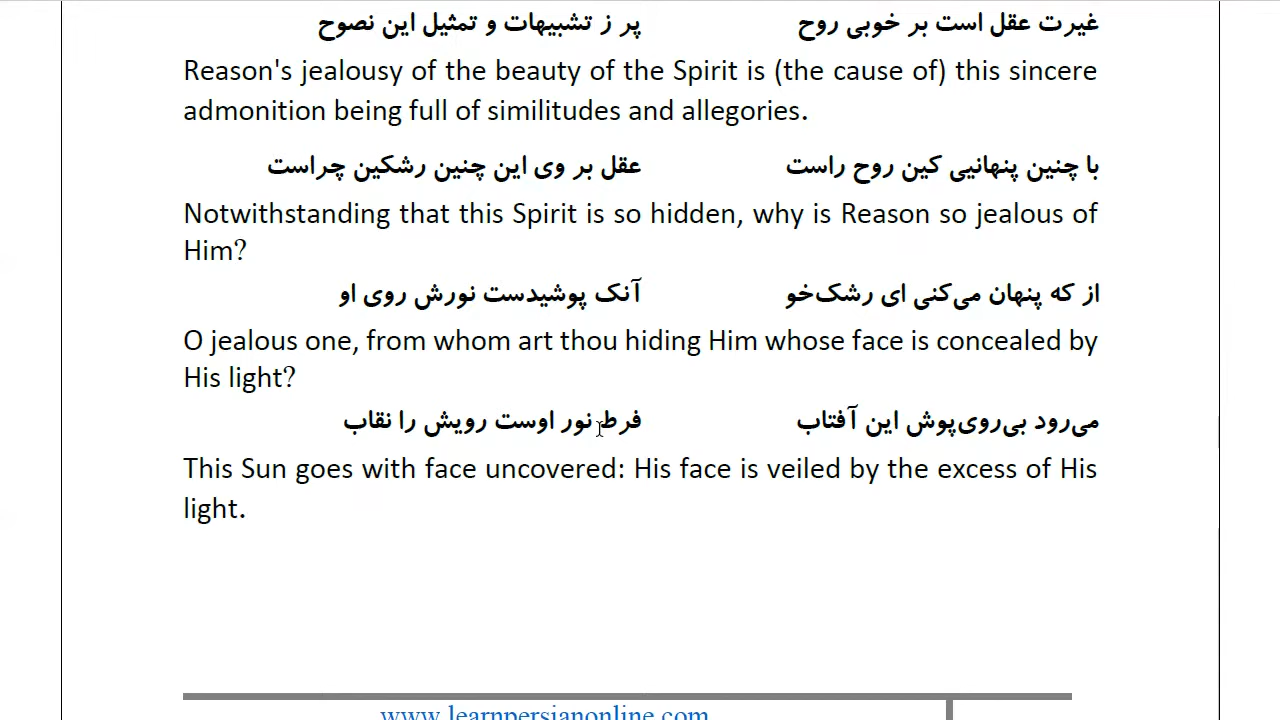 غیرت عقل است بر خوبی روح پر ز تشبیهات و تمثیل این نصوح
Reason's jealousy of the beauty of the Spirit is (the cause of) this sincere
admonition being full of similitudes and allegories.
با چنین پنهانیی کین روح راست عقل بر وی این چنین رشکین چراست
Notwithstanding that this Spirit is so hidden, why is Reason so jealous of
Him?
از که پنهان می‌کنی ای رشک‌خو آنک پوشیدست نورش روی او
O jealous one, from whom art thou hiding Him whose face is concealed by
His light?
می‌رود بی‌روی‌پوش این آفتاب فرط نور اوست رویش را نقاب
This Sun goes with face uncovered: His face is veiled by the excess of His
light.
www.learnpersianonline.com